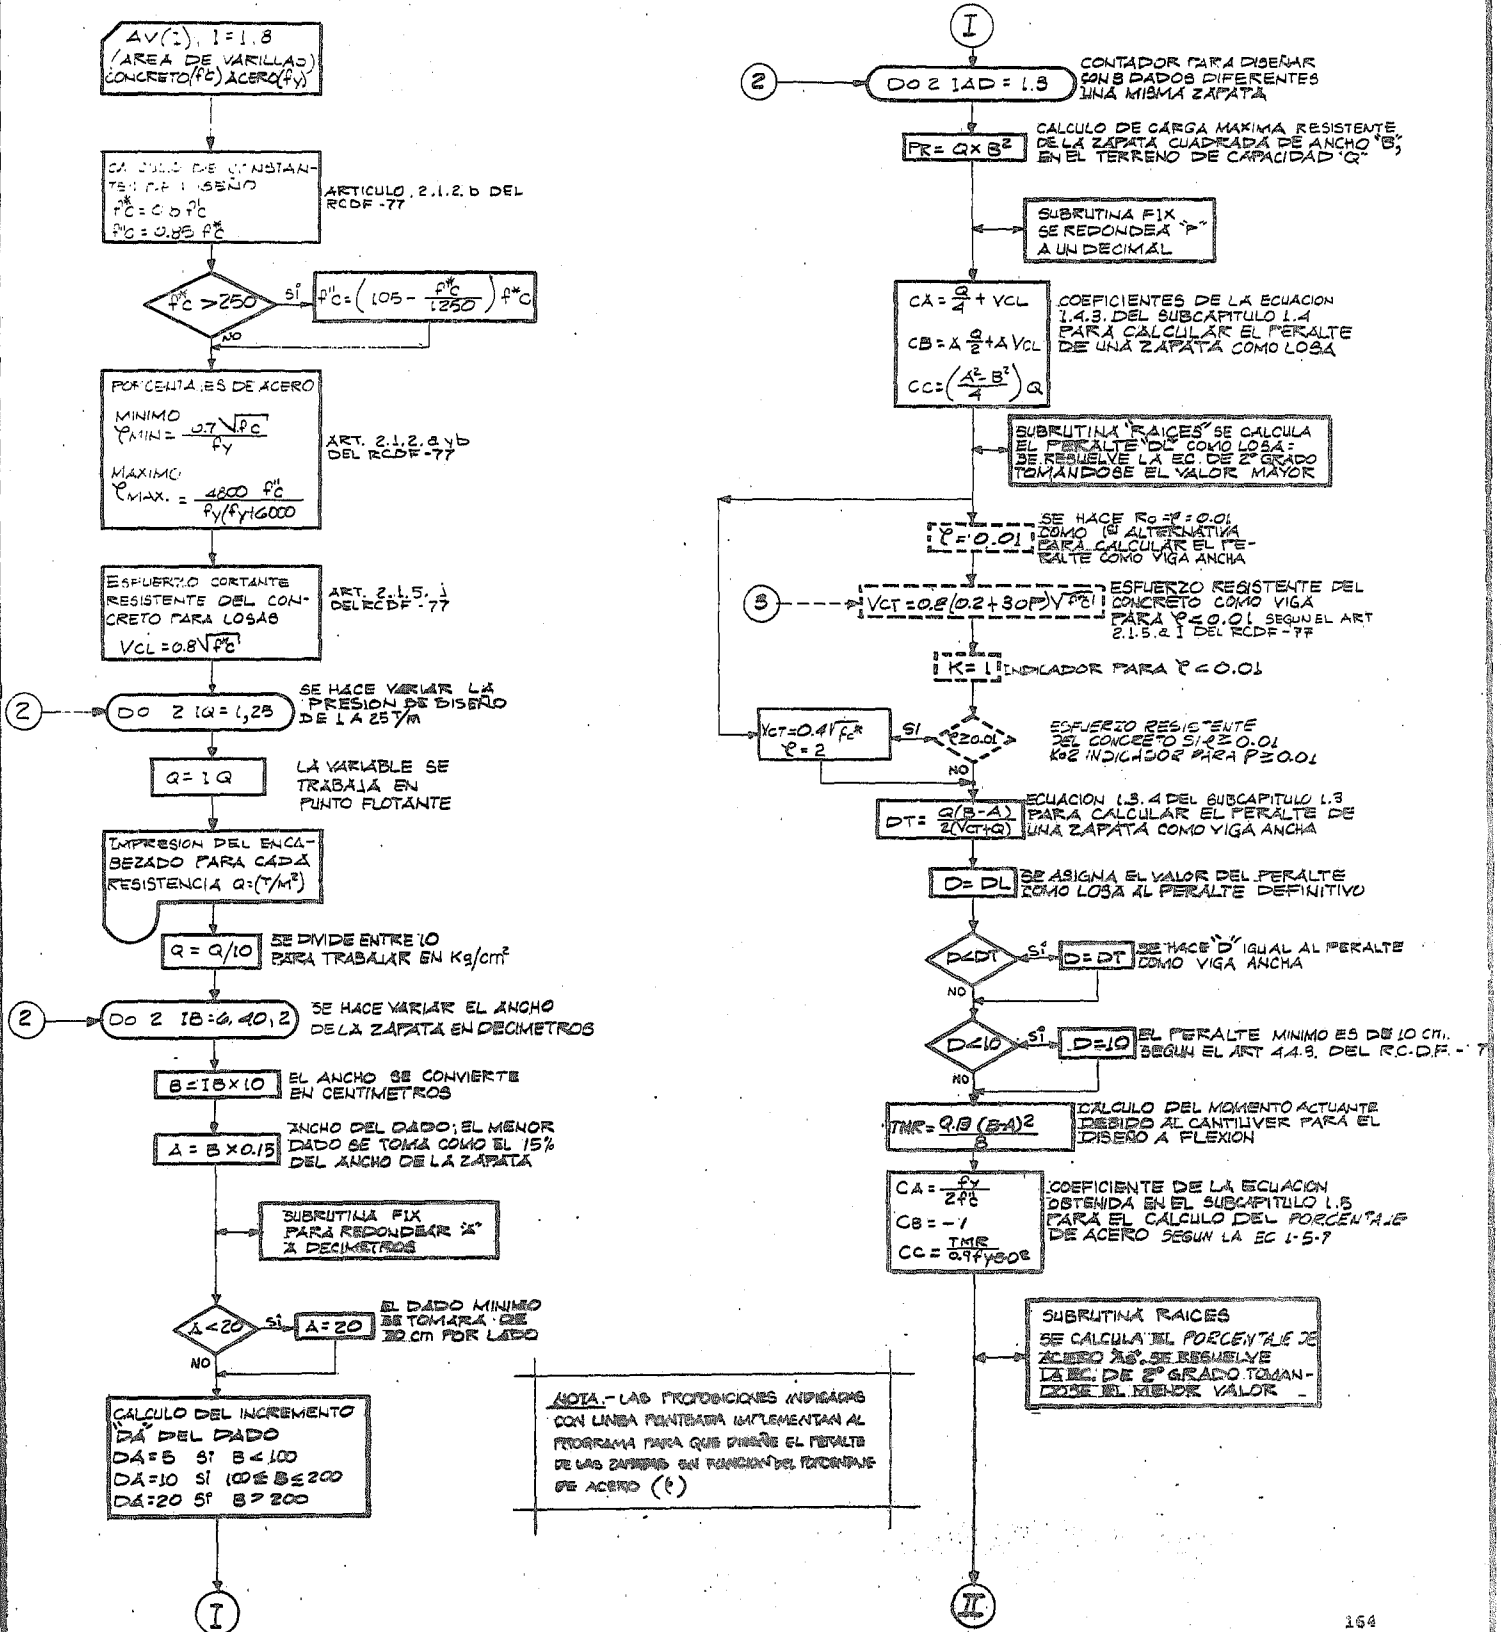 AV(I), I=1,8
(AREA DE VARILLAS)
CONCRETO(f'c) ACERO(fy)
DE CONSTAN-
f*c = 0.8 f'c
f"c = 0.85 f*c
ARTICULO. 2.1.2. b DEL
RCDF-77
f*c > 250
SI
f"c = (1.05 - f*c/1250) f*c
NO
PORCENTAJES DE ACERO
MINIMO
ρMIN = 0.7√f'c / fy
MAXIMO
ρMAX. = 4800 f"c / fy(fy+6000
ART. 2.1.2. a y b
DEL RCDF-77
ESFUERZO CORTANTE
RESISTENTE DEL CON-
CRETO PARA LOSAS
VCL = 0.8√f*c
ART. 2.1.5. j
DEL RCDF-77
2
DO 2 IQ = 1,25
SE HACE VARIAR LA
PRESION DE DISEÑO
DE 1 A 25 T/M
Q = IQ
LA VARIABLE SE
TRABAJA EN
PUNTO FLOTANTE
IMPRESION DEL ENCA-
BEZADO PARA CADA
RESISTENCIA Q=(T/M²)
Q = Q/10
SE DIVIDE ENTRE 10
PARA TRABAJAR EN Kg/cm²
2
DO 2 IB=6,40,2
SE HACE VARIAR EL ANCHO
DE LA ZAPATA EN DECIMETROS
B=IB×10
EL ANCHO SE CONVIERTE
EN CENTIMETROS
A = B×0.15
ANCHO DEL DADO; EL MENOR
DADO SE TOMA COMO EL 15%
DEL ANCHO DE LA ZAPATA
SUBRUTINA FIX
PARA REDONDEAR "A"
A DECIMETROS
A < 20
SI
A = 20
EL DADO MINIMO
SE TOMARA DE
20 cm POR LADO
NO
CALCULO DEL INCREMENTO
"DA" DEL DADO
DA=5 SI B < 100
DA=10 SI 100 ≤ B ≤ 200
DA=20 SI B > 200
I
NOTA.- LAS PROPOSICIONES INDICADAS
CON LINEA PUNTEADA IMPLEMENTAN AL
PROGRAMA PARA QUE DISEÑE EL PERALTE
DE LAS ZAPATAS EN FUNCION DEL PORCENTAJE
DE ACERO (ρ)
I
2
DO 2 IAD = 1.3
CONTADOR PARA DISEÑAR
CON 3 DADOS DIFERENTES
UNA MISMA ZAPATA
PR = Q × B²
CALCULO DE CARGA MAXIMA RESISTENTE
DE LA ZAPATA CUADRADA DE ANCHO "B",
EN EL TERRENO DE CAPACIDAD "Q"
SUBRUTINA FIX
SE REDONDEA "P"
A UN DECIMAL
CA = Q/4 + VCL
CB = A Q/2 + A VCL
CC = (A² - B² / 4) Q
COEFICIENTES DE LA ECUACION
1.4.3. DEL SUBCAPITULO 1.4
PARA CALCULAR EL PERALTE
DE UNA ZAPATA COMO LOSA
SUBRUTINA "RAICES" SE CALCULA
EL PERALTE "DL" COMO LOSA:
SE RESUELVE LA EC. DE 2° GRADO
TOMANDOSE EL VALOR MAYOR
ρ = 0.01
SE HACE Ro = ρ = 0.01
COMO 1ª ALTERNATIVA
PARA CALCULAR EL PE-
RALTE COMO VIGA ANCHA
3
VCT = 0.8(0.2+30ρ)√f*c
ESFUERZO RESISTENTE DEL
CONCRETO COMO VIGA
PARA ρ < 0.01 SEGUN EL ART
2.1.5.a I DEL RCDF-77
K = 1
INDICADOR PARA ρ < 0.01
VCT=0.4√fc*
ρ = 2
SI
ρ≥0.01
NO
ESFUERZO RESISTENTE
DEL CONCRETO SI ρ ≥ 0.01
K=2 INDICADOR PARA ρ ≥ 0.01
DT = Q(B-A) / 2(VCT+Q)
ECUACION 1.3.4 DEL SUBCAPITULO 1.3
PARA CALCULAR EL PERALTE DE
UNA ZAPATA COMO VIGA ANCHA
D = DL
SE ASIGNA EL VALOR DEL PERALTE
COMO LOSA AL PERALTE DEFINITIVO
D<DT
SI
D = DT
SE HACE "D" IGUAL AL PERALTE
COMO VIGA ANCHA
NO
D<10
SI
D=10
EL PERALTE MINIMO ES DE 10 cm.
SEGUN EL ART 4.4.3. DEL R.C.D.F. - 7
NO
TMR = Q.B (B-A)² / 8
CALCULO DEL MOMENTO ACTUANTE
DEBIDO AL CANTILIVER PARA EL
DISEÑO A FLEXION
CA = fy / 2f"c
CB = -1
CC = TMR / 0.9fyBD²
COEFICIENTE DE LA ECUACION
OBTENIDA EN EL SUBCAPITULO 1.5
PARA EL CALCULO DEL PORCENTAJE
DE ACERO SEGUN LA EC 1-5-7
SUBRUTINA RAICES
SE CALCULA EL PORCENTAJE DE
ACERO "AS". SE RESUELVE
LA EC. DE 2° GRADO TOMAN-
DOSE EL MENOR VALOR
II
164